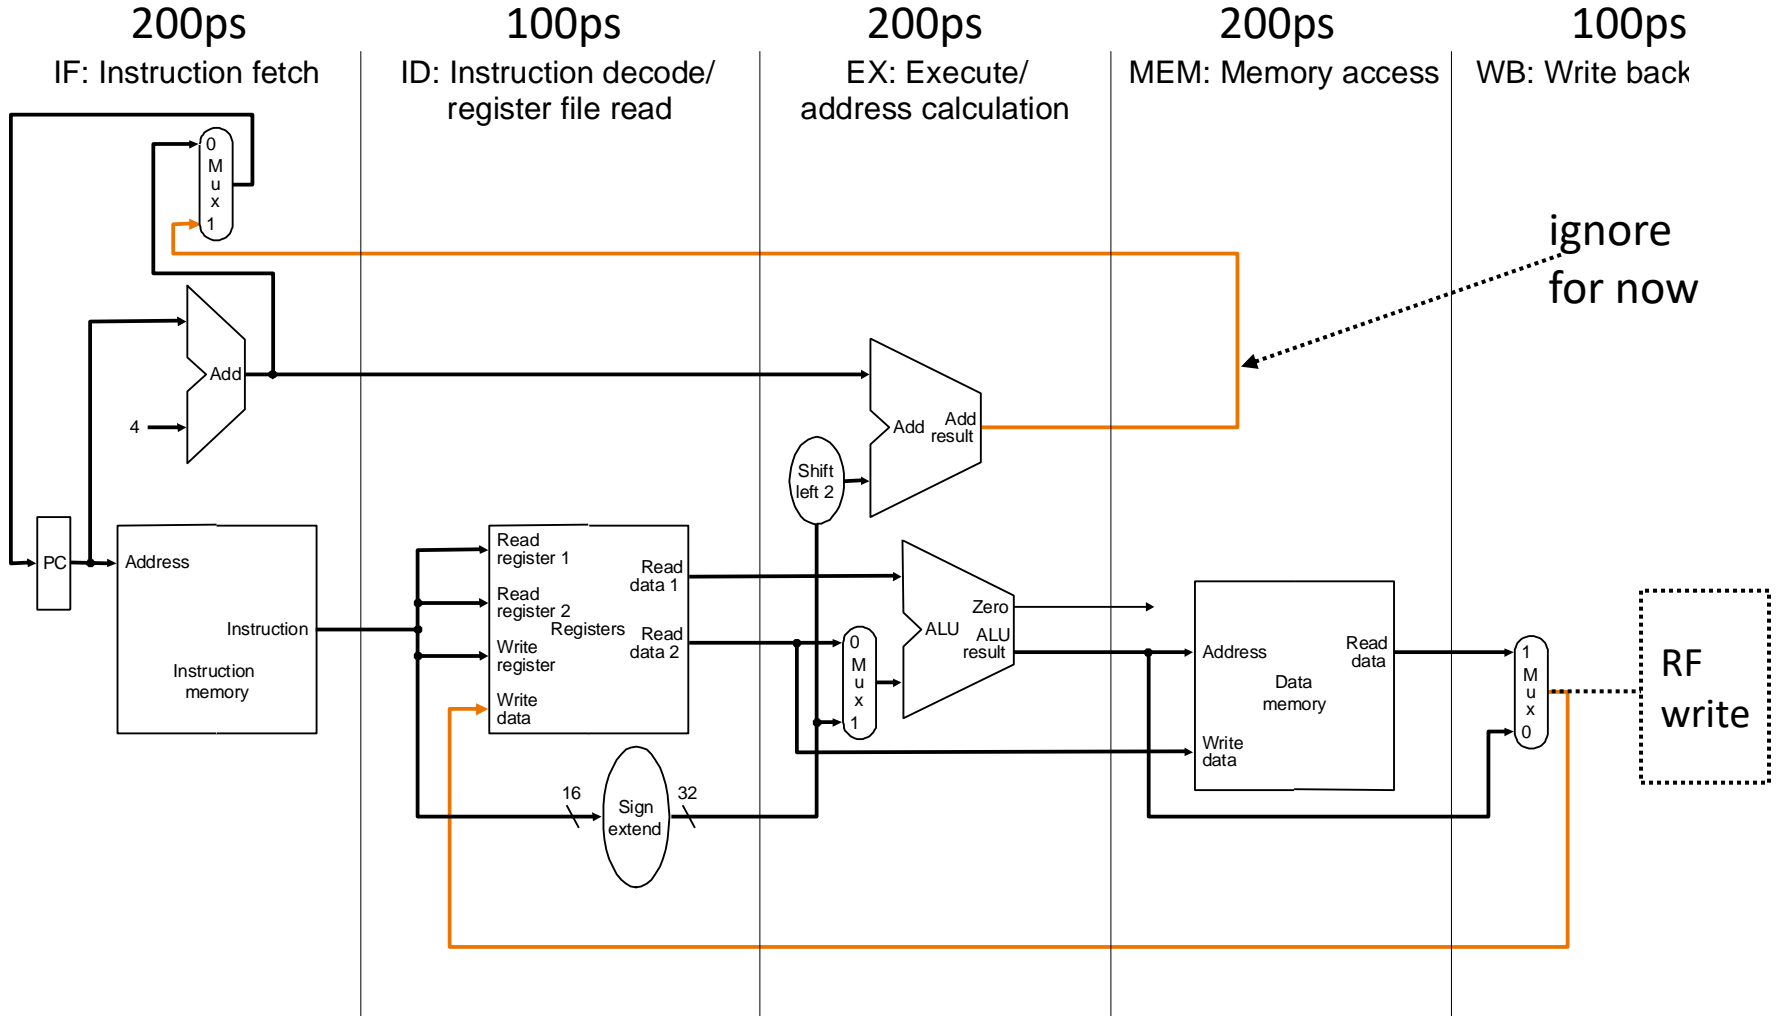 200ps
100ps
200ps
200ps
100ps
IF: Instruction fetch
ID: Instruction decode/
register file read
EX: Execute/
address calculation
MEM: Memory access
WB: Write back
0
M
u
x
1
ignore
for now
Add
4
Add
Add
result
Shift
left 2
PC
Address
Instruction
Instruction
memory
Read
register 1
Read
register 2
Write
register
Write
data
Registers
Read
data 1
Read
data 2
16
Sign
extend
32
0
M
u
x
1
Zero
ALU
ALU
result
Address
Read
data
Data
memory
Write
data
1
M
u
x
0
RF
write